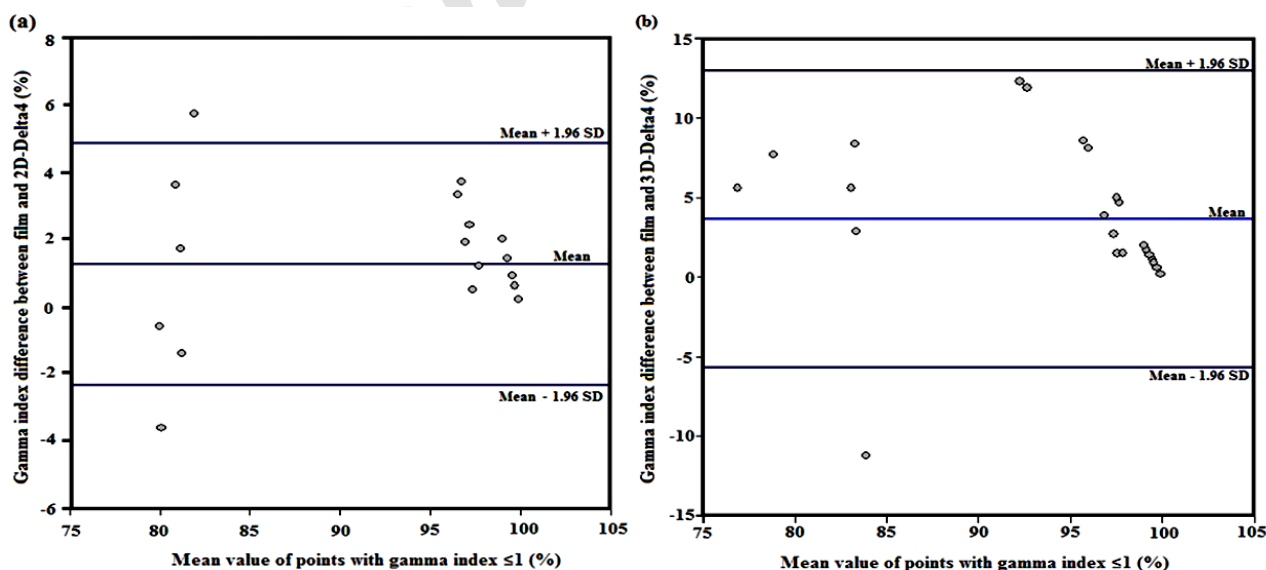 (a)
8
6
4
2
0
-2
-4
-6
Gamma index difference between film and 2D-Delta4 (%)
Mean + 1.96 SD
Mean
Mean - 1.96 SD
75 80 85 90 95 100 105
Mean value of points with gamma index ≤1 (%)
(b)
15
10
5
0
-5
-10
-15
Gamma index difference between film and 3D-Delta4 (%)
Mean + 1.96 SD
Mean
Mean - 1.96 SD
75 80 85 90 95 100 105
Mean value of points with gamma index ≤1 (%)